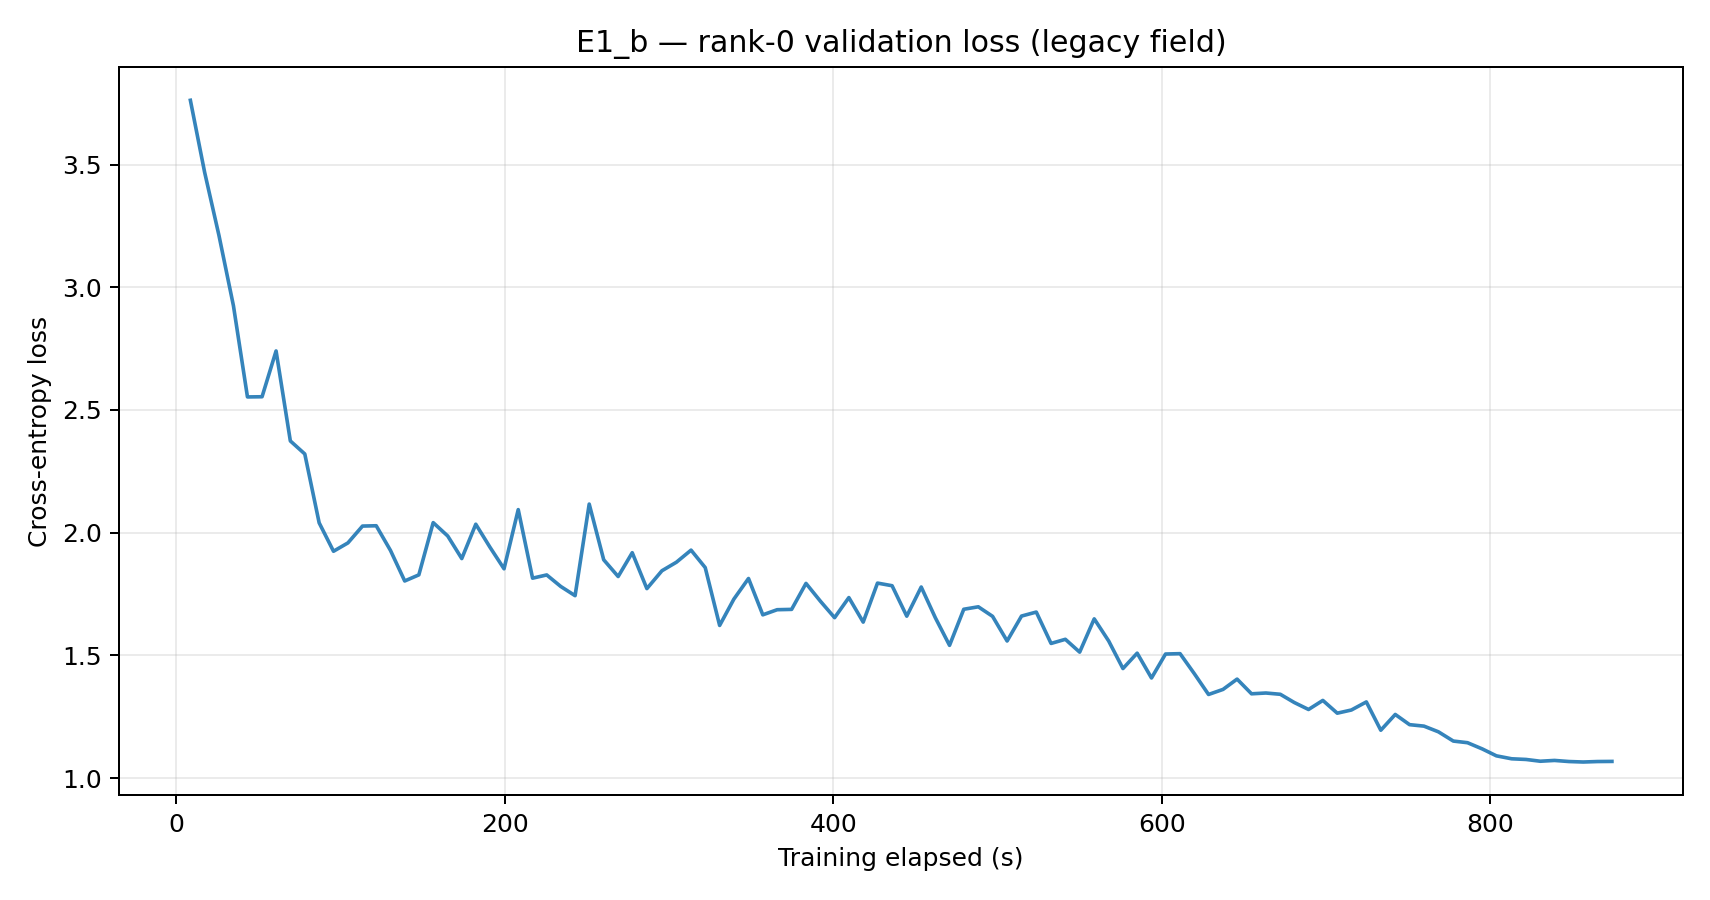 E1_b — rank-0 validation loss (legacy field)
Cross-entropy loss
3.5
3.0
2.5
2.0
1.5
1.0
0 200 400 600 800
Training elapsed (s)